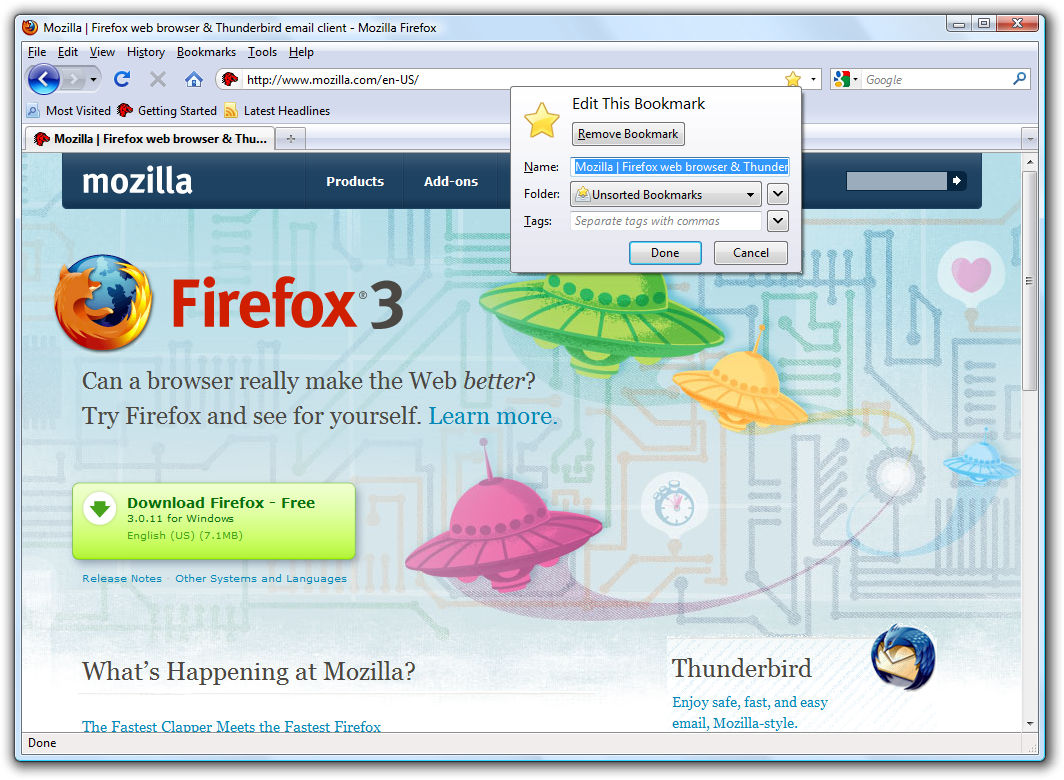 Mozilla | Firefox web browser & Thunderbird email client - Mozilla Firefox
File Edit View History Bookmarks Tools Help
http://www.mozilla.com/en-US/
Google
Most Visited Getting Started Latest Headlines
Mozilla | Firefox web browser & Thu...
Edit This Bookmark
Remove Bookmark
Name: Mozilla | Firefox web browser & Thunder
Folder: Unsorted Bookmarks
Tags: Separate tags with commas
Done Cancel
mozilla
Products Add-ons
Firefox® 3
Can a browser really make the Web better?
Try Firefox and see for yourself. Learn more.
Download Firefox - Free
3.0.11 for Windows
English (US) (7.1MB)
Release Notes · Other Systems and Languages
What's Happening at Mozilla?
The Fastest Clapper Meets the Fastest Firefox
Thunderbird
Enjoy safe, fast, and easy
email, Mozilla-style.
Done